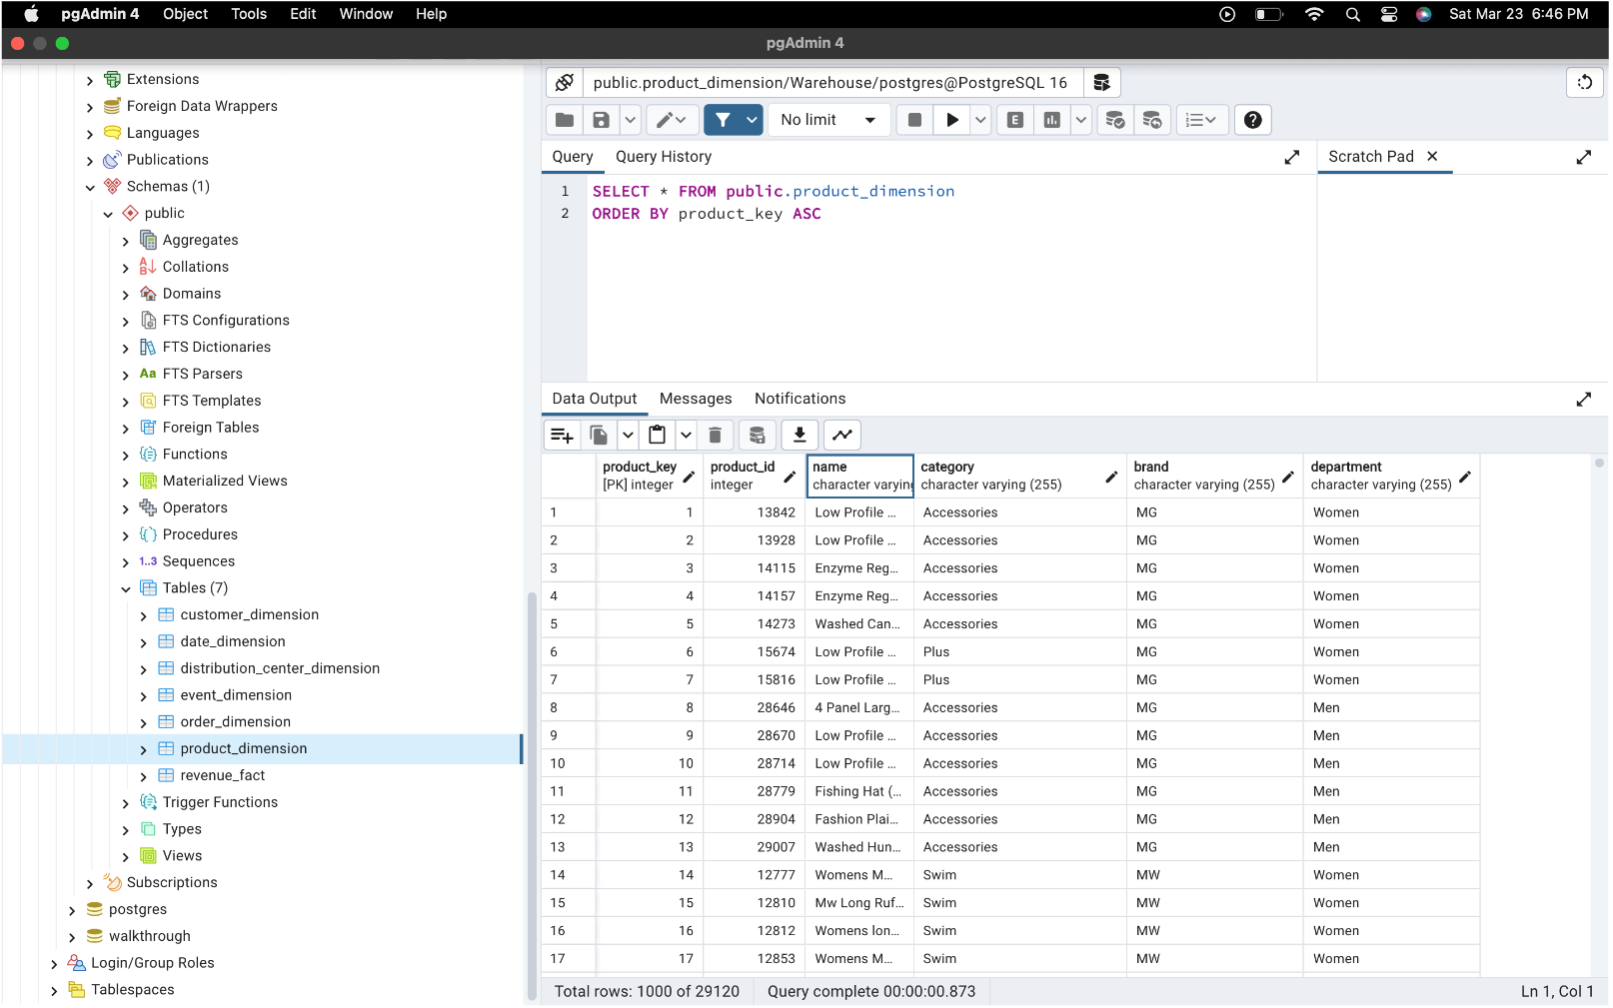 pgAdmin 4 Object Tools Edit Window Help Sat Mar 23 6:46 PM
pgAdmin 4
Extensions
Foreign Data Wrappers
Languages
Publications
Schemas (1)
public
Aggregates
Collations
Domains
FTS Configurations
FTS Dictionaries
Aa FTS Parsers
FTS Templates
Foreign Tables
Functions
Materialized Views
Operators
Procedures
1..3 Sequences
Tables (7)
customer_dimension
date_dimension
distribution_center_dimension
event_dimension
order_dimension
product_dimension
revenue_fact
Trigger Functions
Types
Views
Subscriptions
postgres
walkthrough
Login/Group Roles
Tablespaces
public.product_dimension/Warehouse/postgres@PostgreSQL 16
No limit E
Query Query History
1 SELECT * FROM public.product_dimension
2 ORDER BY product_key ASC
Scratch Pad
Data Output Messages Notifications
product_key product_id name category brand department
[PK] integer integer character varying character varying (255) character varying (255) character varying (255)
1 1 13842 Low Profile ... Accessories MG Women
2 2 13928 Low Profile ... Accessories MG Women
3 3 14115 Enzyme Reg... Accessories MG Women
4 4 14157 Enzyme Reg... Accessories MG Women
5 5 14273 Washed Can... Accessories MG Women
6 6 15674 Low Profile ... Plus MG Women
7 7 15816 Low Profile ... Plus MG Women
8 8 28646 4 Panel Larg... Accessories MG Men
9 9 28670 Low Profile ... Accessories MG Men
10 10 28714 Low Profile ... Accessories MG Men
11 11 28779 Fishing Hat (... Accessories MG Men
12 12 28904 Fashion Plai... Accessories MG Men
13 13 29007 Washed Hun... Accessories MG Men
14 14 12777 Womens M... Swim MW Women
15 15 12810 Mw Long Ruf... Swim MW Women
16 16 12812 Womens lon... Swim MW Women
17 17 12853 Womens M... Swim MW Women
Total rows: 1000 of 29120 Query complete 00:00:00.873 Ln 1, Col 1